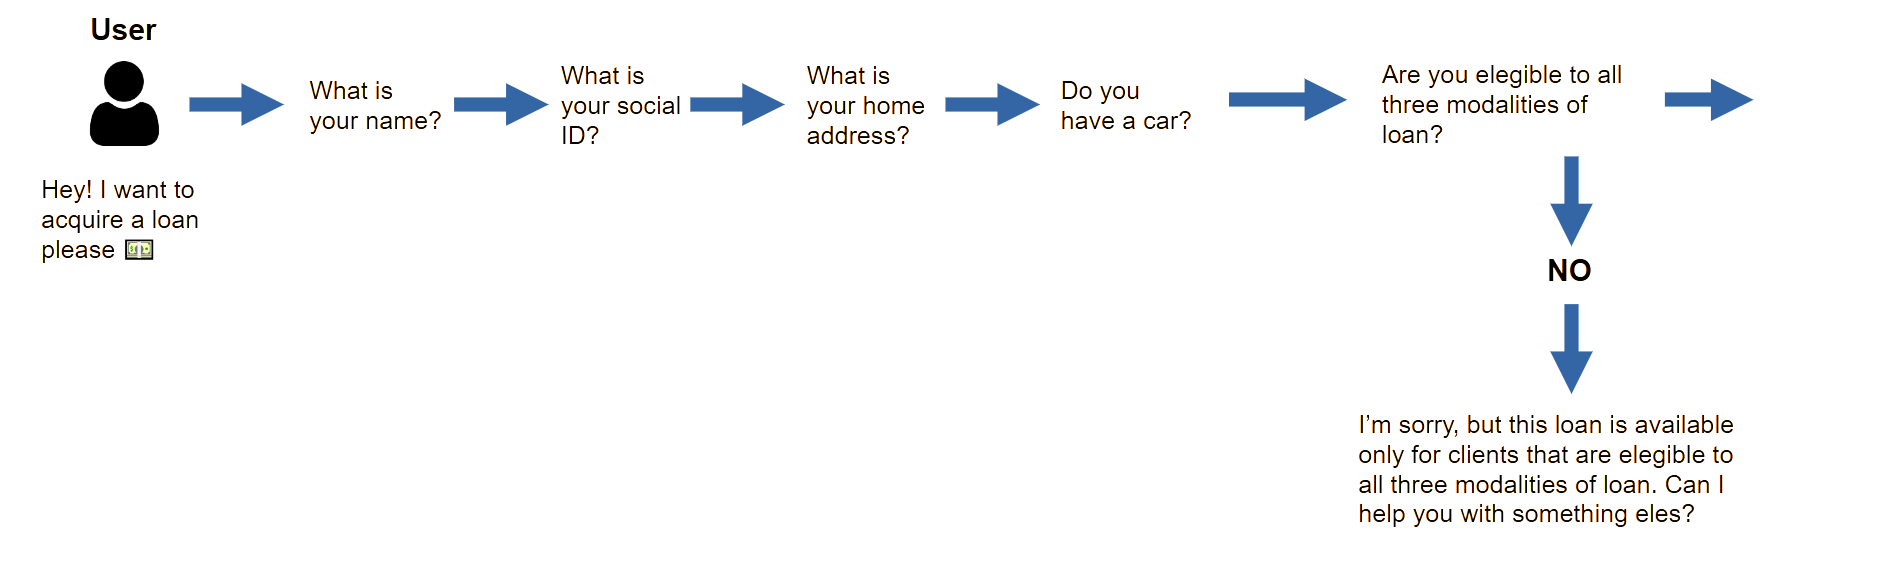 User
Hey! I want to
acquire a loan
please
What is
your name?
What is
your social
ID?
What is
your home
address?
Do you
have a car?
Are you elegible to all
three modalities of
loan?
NO
I’m sorry, but this loan is available
only for clients that are elegible to
all three modalities of loan. Can I
help you with something eles?